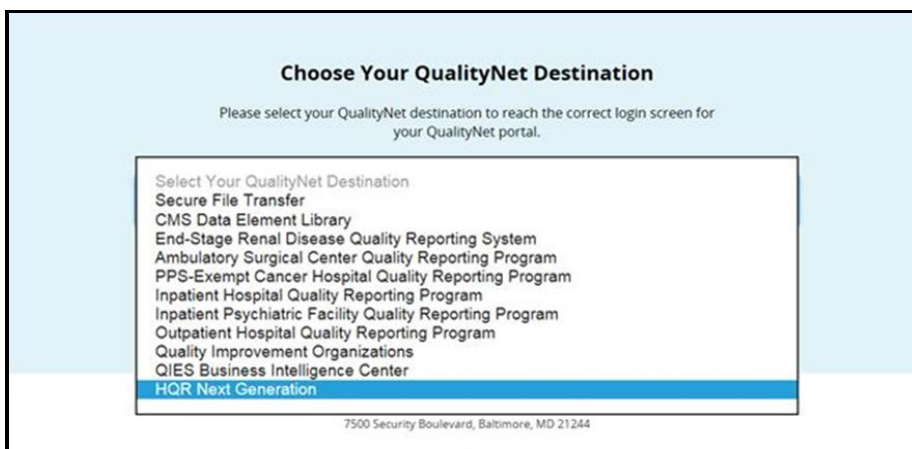 Choose Your QualityNet Destination
Please select your QualityNet destination to reach the correct login screen for
your QualityNet portal.
Select Your QualityNet Destination
Secure File Transfer
CMS Data Element Library
End-Stage Renal Disease Quality Reporting System
Ambulatory Surgical Center Quality Reporting Program
PPS-Exempt Cancer Hospital Quality Reporting Program
Inpatient Hospital Quality Reporting Program
Inpatient Psychiatric Facility Quality Reporting Program
Outpatient Hospital Quality Reporting Program
Quality Improvement Organizations
QIES Business Intelligence Center
HQR Next Generation
7500 Security Boulevard, Baltimore, MD 21244